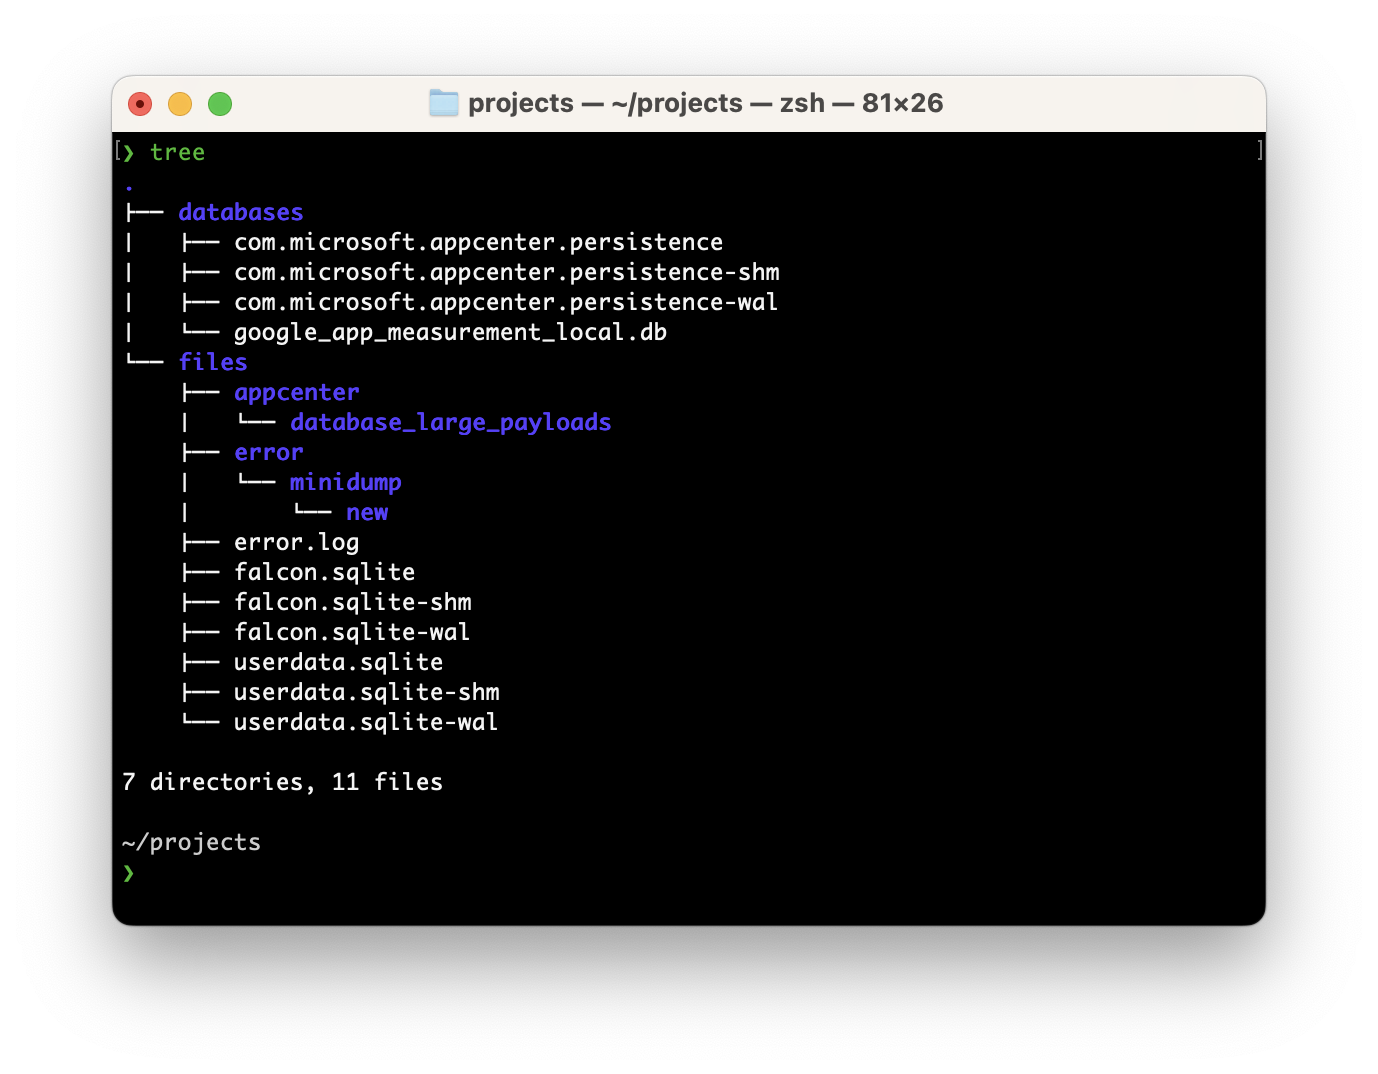 projects — ~/projects — zsh — 81×26
[❯ tree ]
.
├── databases
│   ├── com.microsoft.appcenter.persistence
│   ├── com.microsoft.appcenter.persistence-shm
│   ├── com.microsoft.appcenter.persistence-wal
│   └── google_app_measurement_local.db
└── files
    ├── appcenter
    │   └── database_large_payloads
    ├── error
    │   └── minidump
    │       └── new
    ├── error.log
    ├── falcon.sqlite
    ├── falcon.sqlite-shm
    ├── falcon.sqlite-wal
    ├── userdata.sqlite
    ├── userdata.sqlite-shm
    └── userdata.sqlite-wal
7 directories, 11 files
~/projects
❯